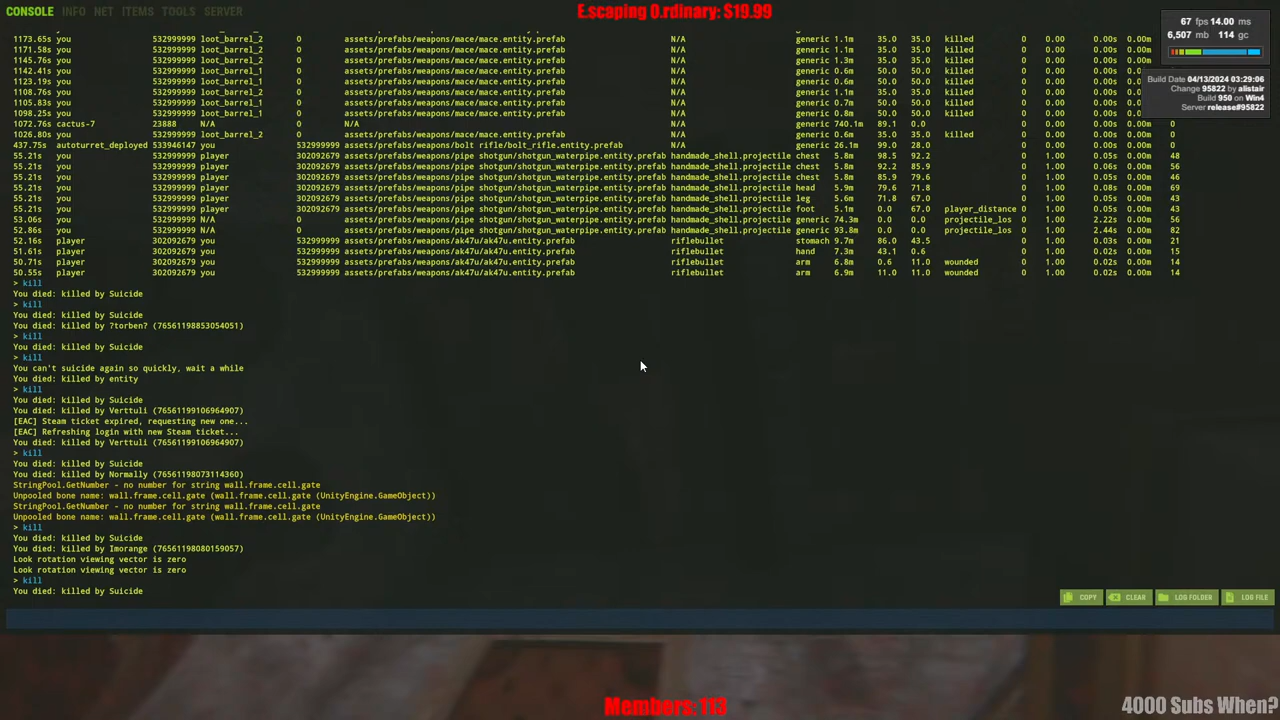 CONSOLE INFO NET ITEMS TOOLS SERVER
E.scaping O.rdinary: $19.99
67 fps 14.00 ms
6,507 mb 114 gc
Build Date 04/13/2024 03:29:06
Change 95822 by alistair
Build 950 on Win4
Server release#95822
1173.65s you 532999999 loot_barrel_2 0 assets/prefabs/weapons/mace/mace.entity.prefab N/A generic 1.1m 35.0 35.0 killed 0 0.00 0.00s 0.00m
1171.58s you 532999999 loot_barrel_2 0 assets/prefabs/weapons/mace/mace.entity.prefab N/A generic 1.2m 35.0 35.0 killed 0 0.00 0.00s 0.00m
1145.76s you 532999999 loot_barrel_2 0 assets/prefabs/weapons/mace/mace.entity.prefab N/A generic 1.3m 35.0 35.0 killed 0 0.00 0.00s 0.00m
1142.41s you 532999999 loot_barrel_1 0 assets/prefabs/weapons/mace/mace.entity.prefab N/A generic 0.6m 50.0 50.0 killed 0 0.00 0.00s 0.00m
1123.19s you 532999999 loot_barrel_1 0 assets/prefabs/weapons/mace/mace.entity.prefab N/A generic 0.6m 50.0 50.0 killed 0 0.00 0.00s 0.00m
1108.76s you 532999999 loot_barrel_2 0 assets/prefabs/weapons/mace/mace.entity.prefab N/A generic 1.1m 35.0 35.0 killed 0 0.00 0.00s 0.00m
1105.83s you 532999999 loot_barrel_1 0 assets/prefabs/weapons/mace/mace.entity.prefab N/A generic 0.7m 50.0 50.0 killed 0 0.00 0.00s 0.00m
1098.25s you 532999999 loot_barrel_1 0 assets/prefabs/weapons/mace/mace.entity.prefab N/A generic 0.8m 50.0 50.0 killed 0 0.00 0.00s 0.00m 0
1072.76s cactus-7 23888 N/A 0 N/A N/A generic 740.1m 89.1 0.0 0 0.00 0.00s 0.00m 0
1026.80s you 532999999 loot_barrel_2 0 assets/prefabs/weapons/mace/mace.entity.prefab N/A generic 0.6m 35.0 0.0 killed 0 0.00 0.00s 0.00m 0
437.75s autoturret_deployed 533946147 you 532999999 assets/prefabs/weapons/bolt rifle/bolt_rifle.entity.prefab generic 26.1m 99.0 28.0 0 0.00 0.00s 0.00m 0
55.21s you 532999999 player 302092679 assets/prefabs/weapons/pipe shotgun/shotgun_waterpipe.entity.prefab handmade_shell.projectile chest 5.8m 98.5 92.2 0 1.00 0.05s 0.00m 48
55.21s you 532999999 player 302092679 assets/prefabs/weapons/pipe shotgun/shotgun_waterpipe.entity.prefab handmade_shell.projectile chest 5.8m 92.2 85.9 0 1.00 0.05s 0.00m 56
55.21s you 532999999 player 302092679 assets/prefabs/weapons/pipe shotgun/shotgun_waterpipe.entity.prefab handmade_shell.projectile chest 5.8m 85.9 79.6 0 1.00 0.05s 0.00m 46
55.21s you 532999999 player 302092679 assets/prefabs/weapons/pipe shotgun/shotgun_waterpipe.entity.prefab handmade_shell.projectile head 5.9m 79.6 71.8 0 1.00 0.08s 0.00m 69
55.21s you 532999999 player 302092679 assets/prefabs/weapons/pipe shotgun/shotgun_waterpipe.entity.prefab handmade_shell.projectile leg 5.6m 71.8 67.0 0 1.00 0.05s 0.00m 43
55.21s you 532999999 player 302092679 assets/prefabs/weapons/pipe shotgun/shotgun_waterpipe.entity.prefab handmade_shell.projectile foot 5.1m 0.0 67.0 player_distance 0 1.00 0.05s 0.00m 43
53.06s you 532999999 N/A 0 assets/prefabs/weapons/pipe shotgun/shotgun_waterpipe.entity.prefab handmade_shell.projectile generic 74.3m 0.0 0.0 projectile_los 0 1.00 2.22s 0.00m 56
52.86s you 532999999 N/A 0 assets/prefabs/weapons/pipe shotgun/shotgun_waterpipe.entity.prefab handmade_shell.projectile generic 93.8m 0.0 0.0 projectile_los 0 1.00 2.44s 0.00m 82
52.16s player 302092679 you 532999999 assets/prefabs/weapons/ak47u/ak47u.entity.prefab riflebullet stomach 9.7m 86.0 43.5 0 1.00 0.03s 0.00m 21
51.61s player 302092679 you 532999999 assets/prefabs/weapons/ak47u/ak47u.entity.prefab riflebullet hand 7.3m 43.1 0.6 0 1.00 0.02s 0.00m 15
50.71s player 302092679 you 532999999 assets/prefabs/weapons/ak47u/ak47u.entity.prefab riflebullet arm 6.8m 0.6 11.0 wounded 0 1.00 0.02s 0.00m 14
50.55s player 302092679 you 532999999 assets/prefabs/weapons/ak47u/ak47u.entity.prefab riflebullet arm 6.9m 11.0 11.0 wounded 0 1.00 0.02s 0.00m 14
> kill
You died: killed by Suicide
> kill
You died: killed by ?torben? (76561198853054051)
> kill
You died: killed by Suicide
> kill
You can't suicide again so quickly, wait a while
You died: killed by entity
> kill
You died: killed by Suicide
You died: killed by Verttuli (76561199106964907)
[EAC] Steam ticket expired, requesting new one...
[EAC] Refreshing login with new Steam ticket...
You died: killed by Verttuli (76561199106964907)
> kill
You died: killed by Suicide
You died: killed by Normally (76561198073114360)
StringPool.GetNumber - no number for string wall.frame.cell.gate
Unpooled bone name: wall.frame.cell.gate (wall.frame.cell.gate (UnityEngine.GameObject))
StringPool.GetNumber - no number for string wall.frame.cell.gate
Unpooled bone name: wall.frame.cell.gate (wall.frame.cell.gate (UnityEngine.GameObject))
> kill
You died: killed by Suicide
You died: killed by Imorange (76561198080159057)
Look rotation viewing vector is zero
Look rotation viewing vector is zero
> kill
You died: killed by Suicide
COPY CLEAR LOG FOLDER LOG FILE
Members: 113
4000 Subs When?